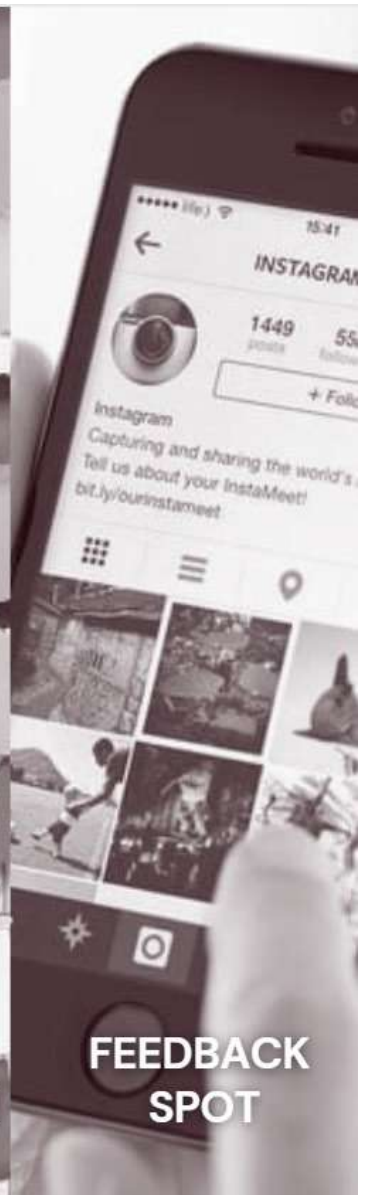 life:)
15:41
INSTAGRAM
1449
posts
+ Follo
Instagram
Capturing and sharing the world's
Tell us about your InstaMeet!
bit.ly/ourinstameet
FEEDBACK
SPOT